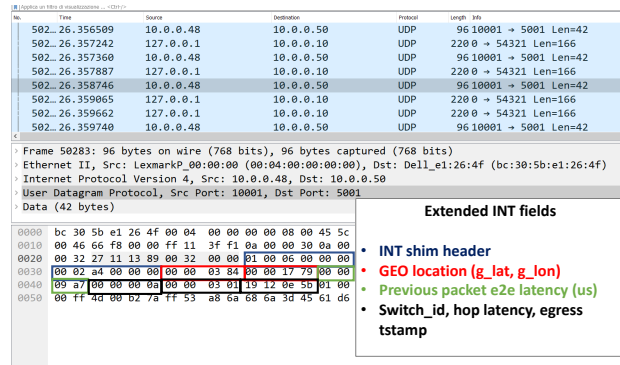 Applica un filtro di visualizzazione ... <Ctrl-/>
No. Time Source Destination Protocol Length Info
502… 26.356509 10.0.0.48 10.0.0.50 UDP 96 10001 → 5001 Len=42
502… 26.357242 127.0.0.1 10.0.0.1 UDP 220 0 → 54321 Len=166
502… 26.357360 10.0.0.48 10.0.0.50 UDP 96 10001 → 5001 Len=42
502… 26.357887 127.0.0.1 10.0.0.1 UDP 220 0 → 54321 Len=166
502… 26.358746 10.0.0.48 10.0.0.50 UDP 96 10001 → 5001 Len=42
502… 26.359065 127.0.0.1 10.0.0.1 UDP 220 0 → 54321 Len=166
502… 26.359662 127.0.0.1 10.0.0.1 UDP 220 0 → 54321 Len=166
502… 26.359740 10.0.0.48 10.0.0.50 UDP 96 10001 → 5001 Len=42
> Frame 50283: 96 bytes on wire (768 bits), 96 bytes captured (768 bits)
> Ethernet II, Src: LexmarkP_00:00:00 (00:04:00:00:00:00), Dst: Dell_e1:26:4f (bc:30:5b:e1:26:4f)
> Internet Protocol Version 4, Src: 10.0.0.48, Dst: 10.0.0.50
> User Datagram Protocol, Src Port: 10001, Dst Port: 5001
> Data (42 bytes)
0000 bc 30 5b e1 26 4f 00 04 00 00 00 00 08 00 45 5c
0010 00 46 66 f8 00 00 ff 11 3f f1 0a 00 00 30 0a 00
0020 00 32 27 11 13 89 00 32 00 00 01 00 06 00 00 00
0030 00 02 a4 00 00 00 00 00 03 84 00 00 17 79 00 00
0040 09 a7 00 00 00 0a 00 00 03 01 19 12 0e 5b 01 00
0050 00 ff 4d 00 b2 7a ff 53 a8 6a 68 6a 3d 45 61 d6
Extended INT fields
• INT shim header
• GEO location (g_lat, g_lon)
• Previous packet e2e latency (us)
• Switch_id, hop latency, egress
tstamp